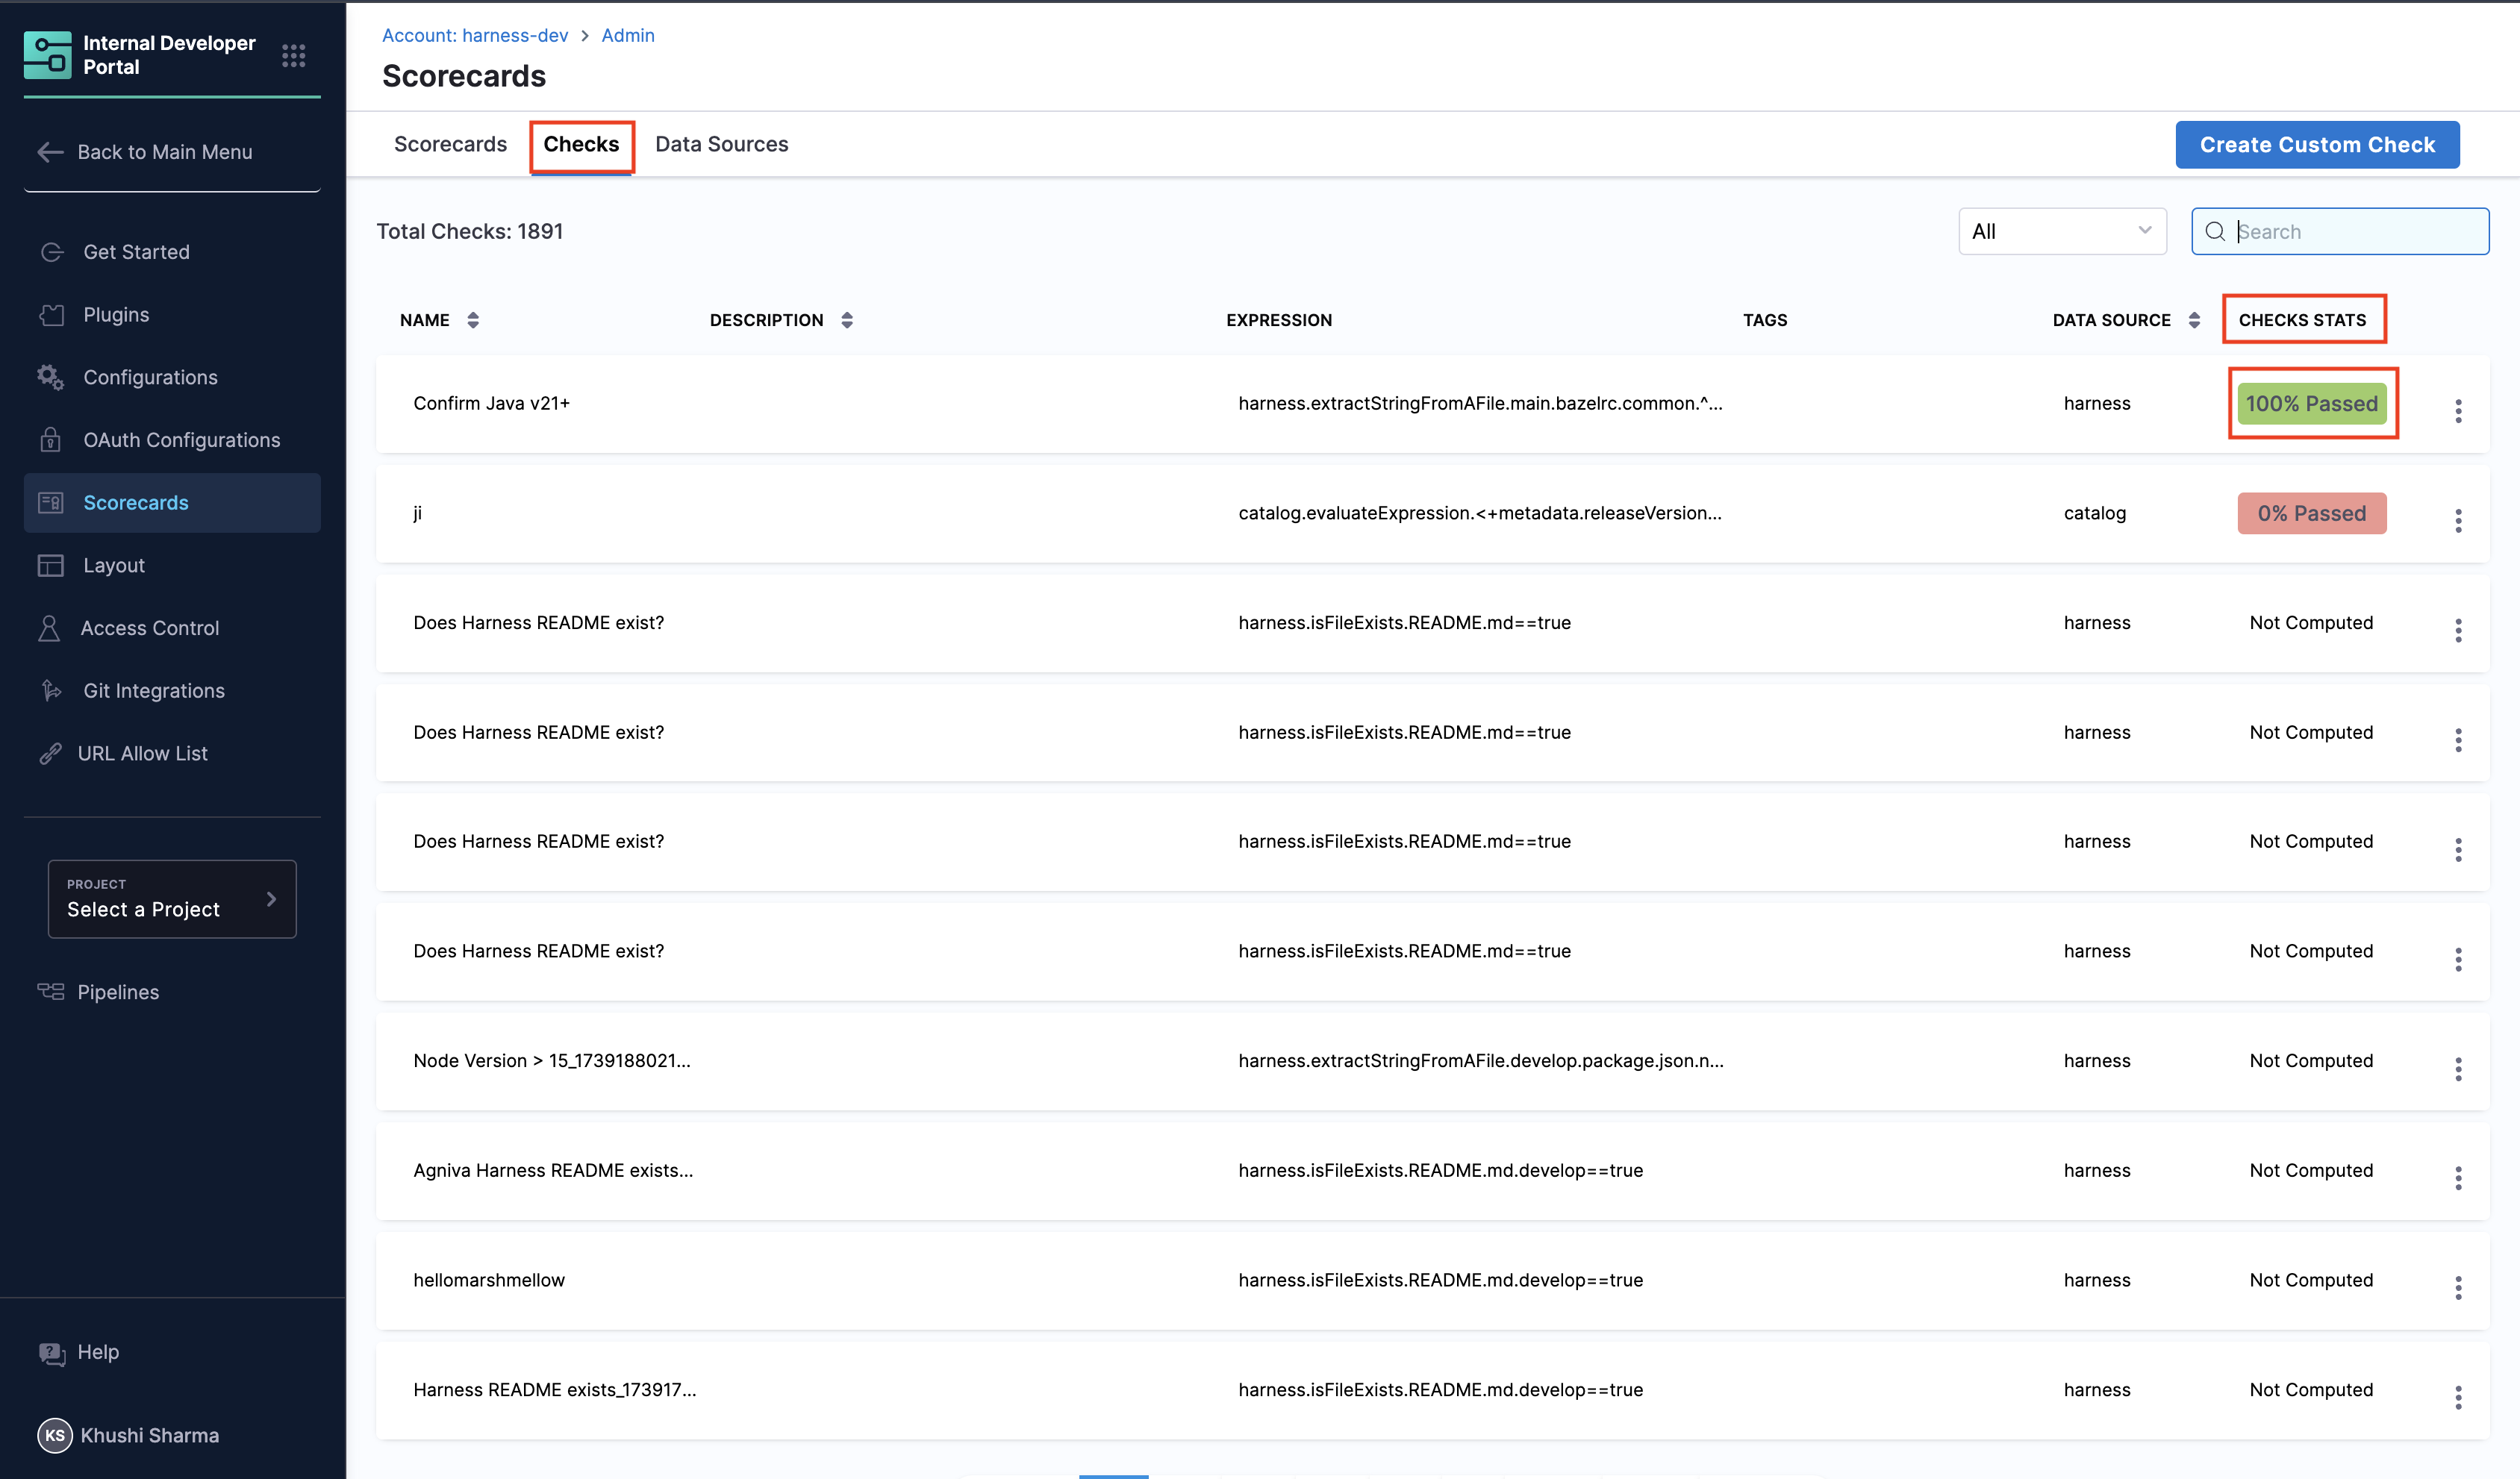 Internal Developer
Portal
Back to Main Menu
Get Started
Plugins
Configurations
OAuth Configurations
Scorecards
Layout
Access Control
Git Integrations
URL Allow List
PROJECT
Select a Project
Pipelines
Help
KS Khushi Sharma
Account: harness-dev > Admin
Scorecards
Scorecards Checks Data Sources Create Custom Check
Total Checks: 1891 All Search
NAME DESCRIPTION EXPRESSION TAGS DATA SOURCE CHECKS STATS
Confirm Java v21+ harness.extractStringFromAFile.main.bazelrc.common.^... harness 100% Passed
ji catalog.evaluateExpression.<+metadata.releaseVersion... catalog 0% Passed
Does Harness README exist? harness.isFileExists.README.md==true harness Not Computed
Does Harness README exist? harness.isFileExists.README.md==true harness Not Computed
Does Harness README exist? harness.isFileExists.README.md==true harness Not Computed
Does Harness README exist? harness.isFileExists.README.md==true harness Not Computed
Node Version > 15_1739188021... harness.extractStringFromAFile.develop.package.json.n... harness Not Computed
Agniva Harness README exists... harness.isFileExists.README.md.develop==true harness Not Computed
hellomarshmellow harness.isFileExists.README.md.develop==true harness Not Computed
Harness README exists_173917... harness.isFileExists.README.md.develop==true harness Not Computed